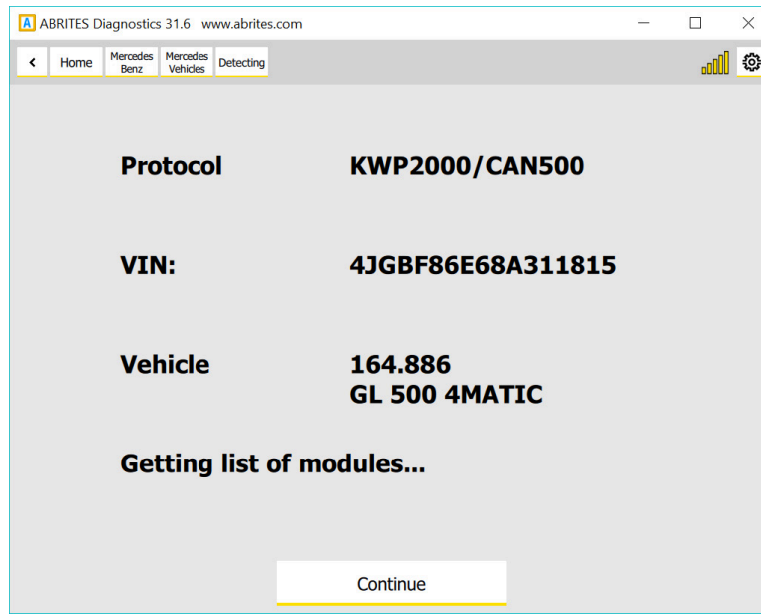 A ABRITES Diagnostics 31.6 www.abrites.com
Home
Mercedes
Benz
Mercedes
Vehicles
Detecting
Protocol KWP2000/CAN500
VIN: 4JGBF86E68A311815
Vehicle 164.886
GL 500 4MATIC
Getting list of modules...
Continue